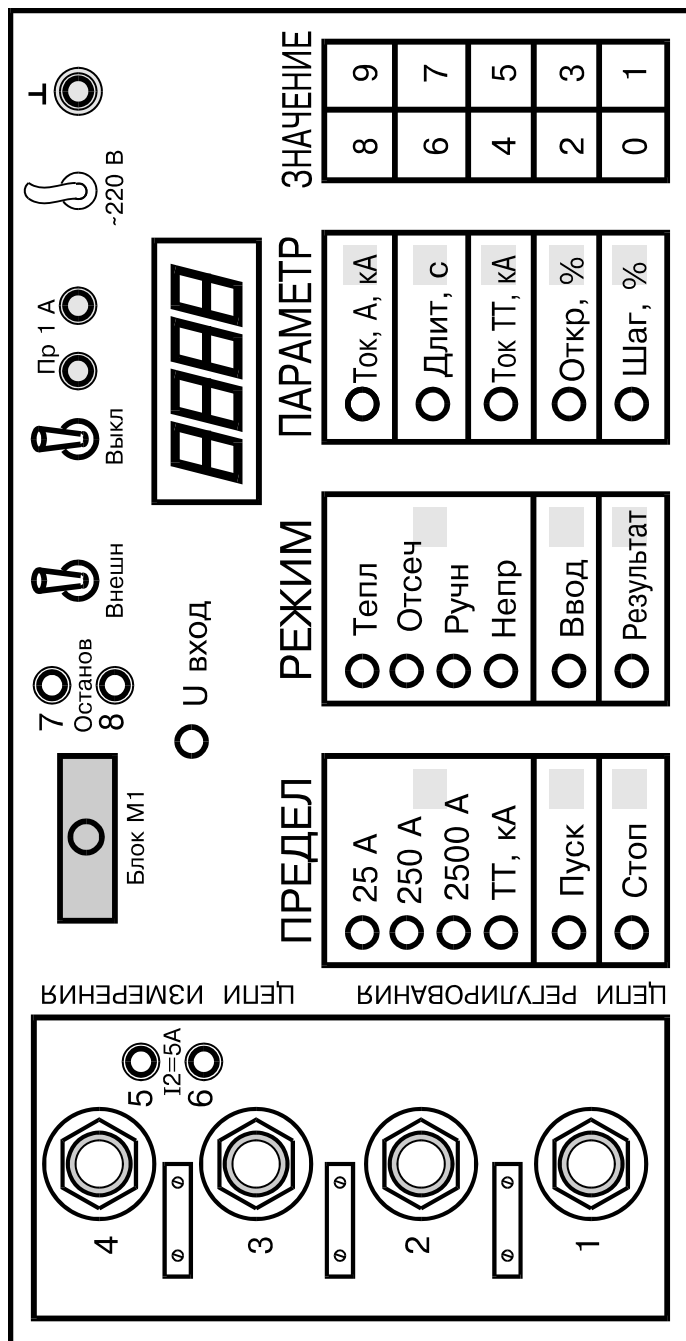 ЦЕПИ ИЗМЕРЕНИЯ
ЦЕПИ РЕГУЛИРОВАНИЯ
4
5
I2=5А
6
3
2
1
Блок М1
7
Останов
8
Внешн
Выкл
Пр 1 А
~220 В
⊥
U вход
8888
ПРЕДЕЛ
25 А
250 А
2500 А
ТТ, кА
Пуск
Стоп
РЕЖИМ
Тепл
Отсеч
Ручн
Непр
Ввод
Результат
ПАРАМЕТР
Ток, А, кА
Длит, с
Ток ТТ, кА
Откр, %
Шаг, %
ЗНАЧЕНИЕ
8 9
6 7
4 5
2 3
0 1